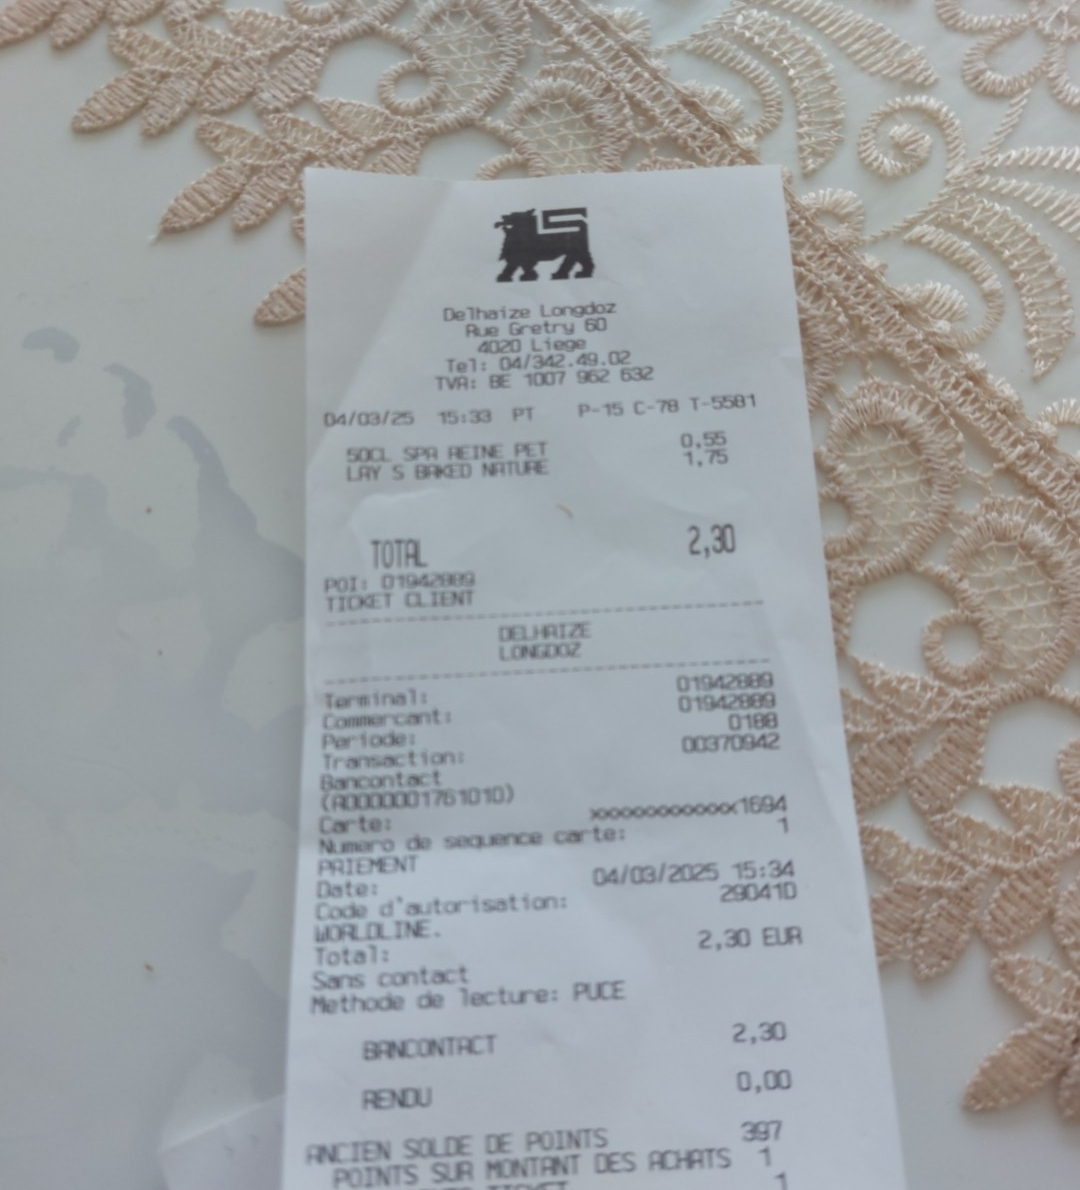 Delhaize Longdoz
Rue Gretry 60
4020 Liege
Tel: 04/342.49.02
TVA: BE 1007 962 632
04/03/25 15:33 PT P-15 C-78 T-5581
50CL SPA REINE PET 0,55
LAY S BAKED NATURE 1,75
TOTAL 2,30
POI: 01942889
TICKET CLIENT
DELHAIZE
LONGDOZ
Terminal: 01942889
Commercant: 01942889
Periode: 0188
Transaction: 00370942
Bancontact
(A0000001761010)
Carte: xxxxxxxxxxxxx1694
Numero de sequence carte: 1
PAIEMENT
Date: 04/03/2025 15:34
Code d'autorisation: 29041D
WORLDLINE.
Total: 2,30 EUR
Sans contact
Methode de lecture: PUCE
BANCONTACT 2,30
RENDU 0,00
ANCIEN SOLDE DE POINTS 397
POINTS SUR MONTANT DES ACHATS 1
TICKET 1